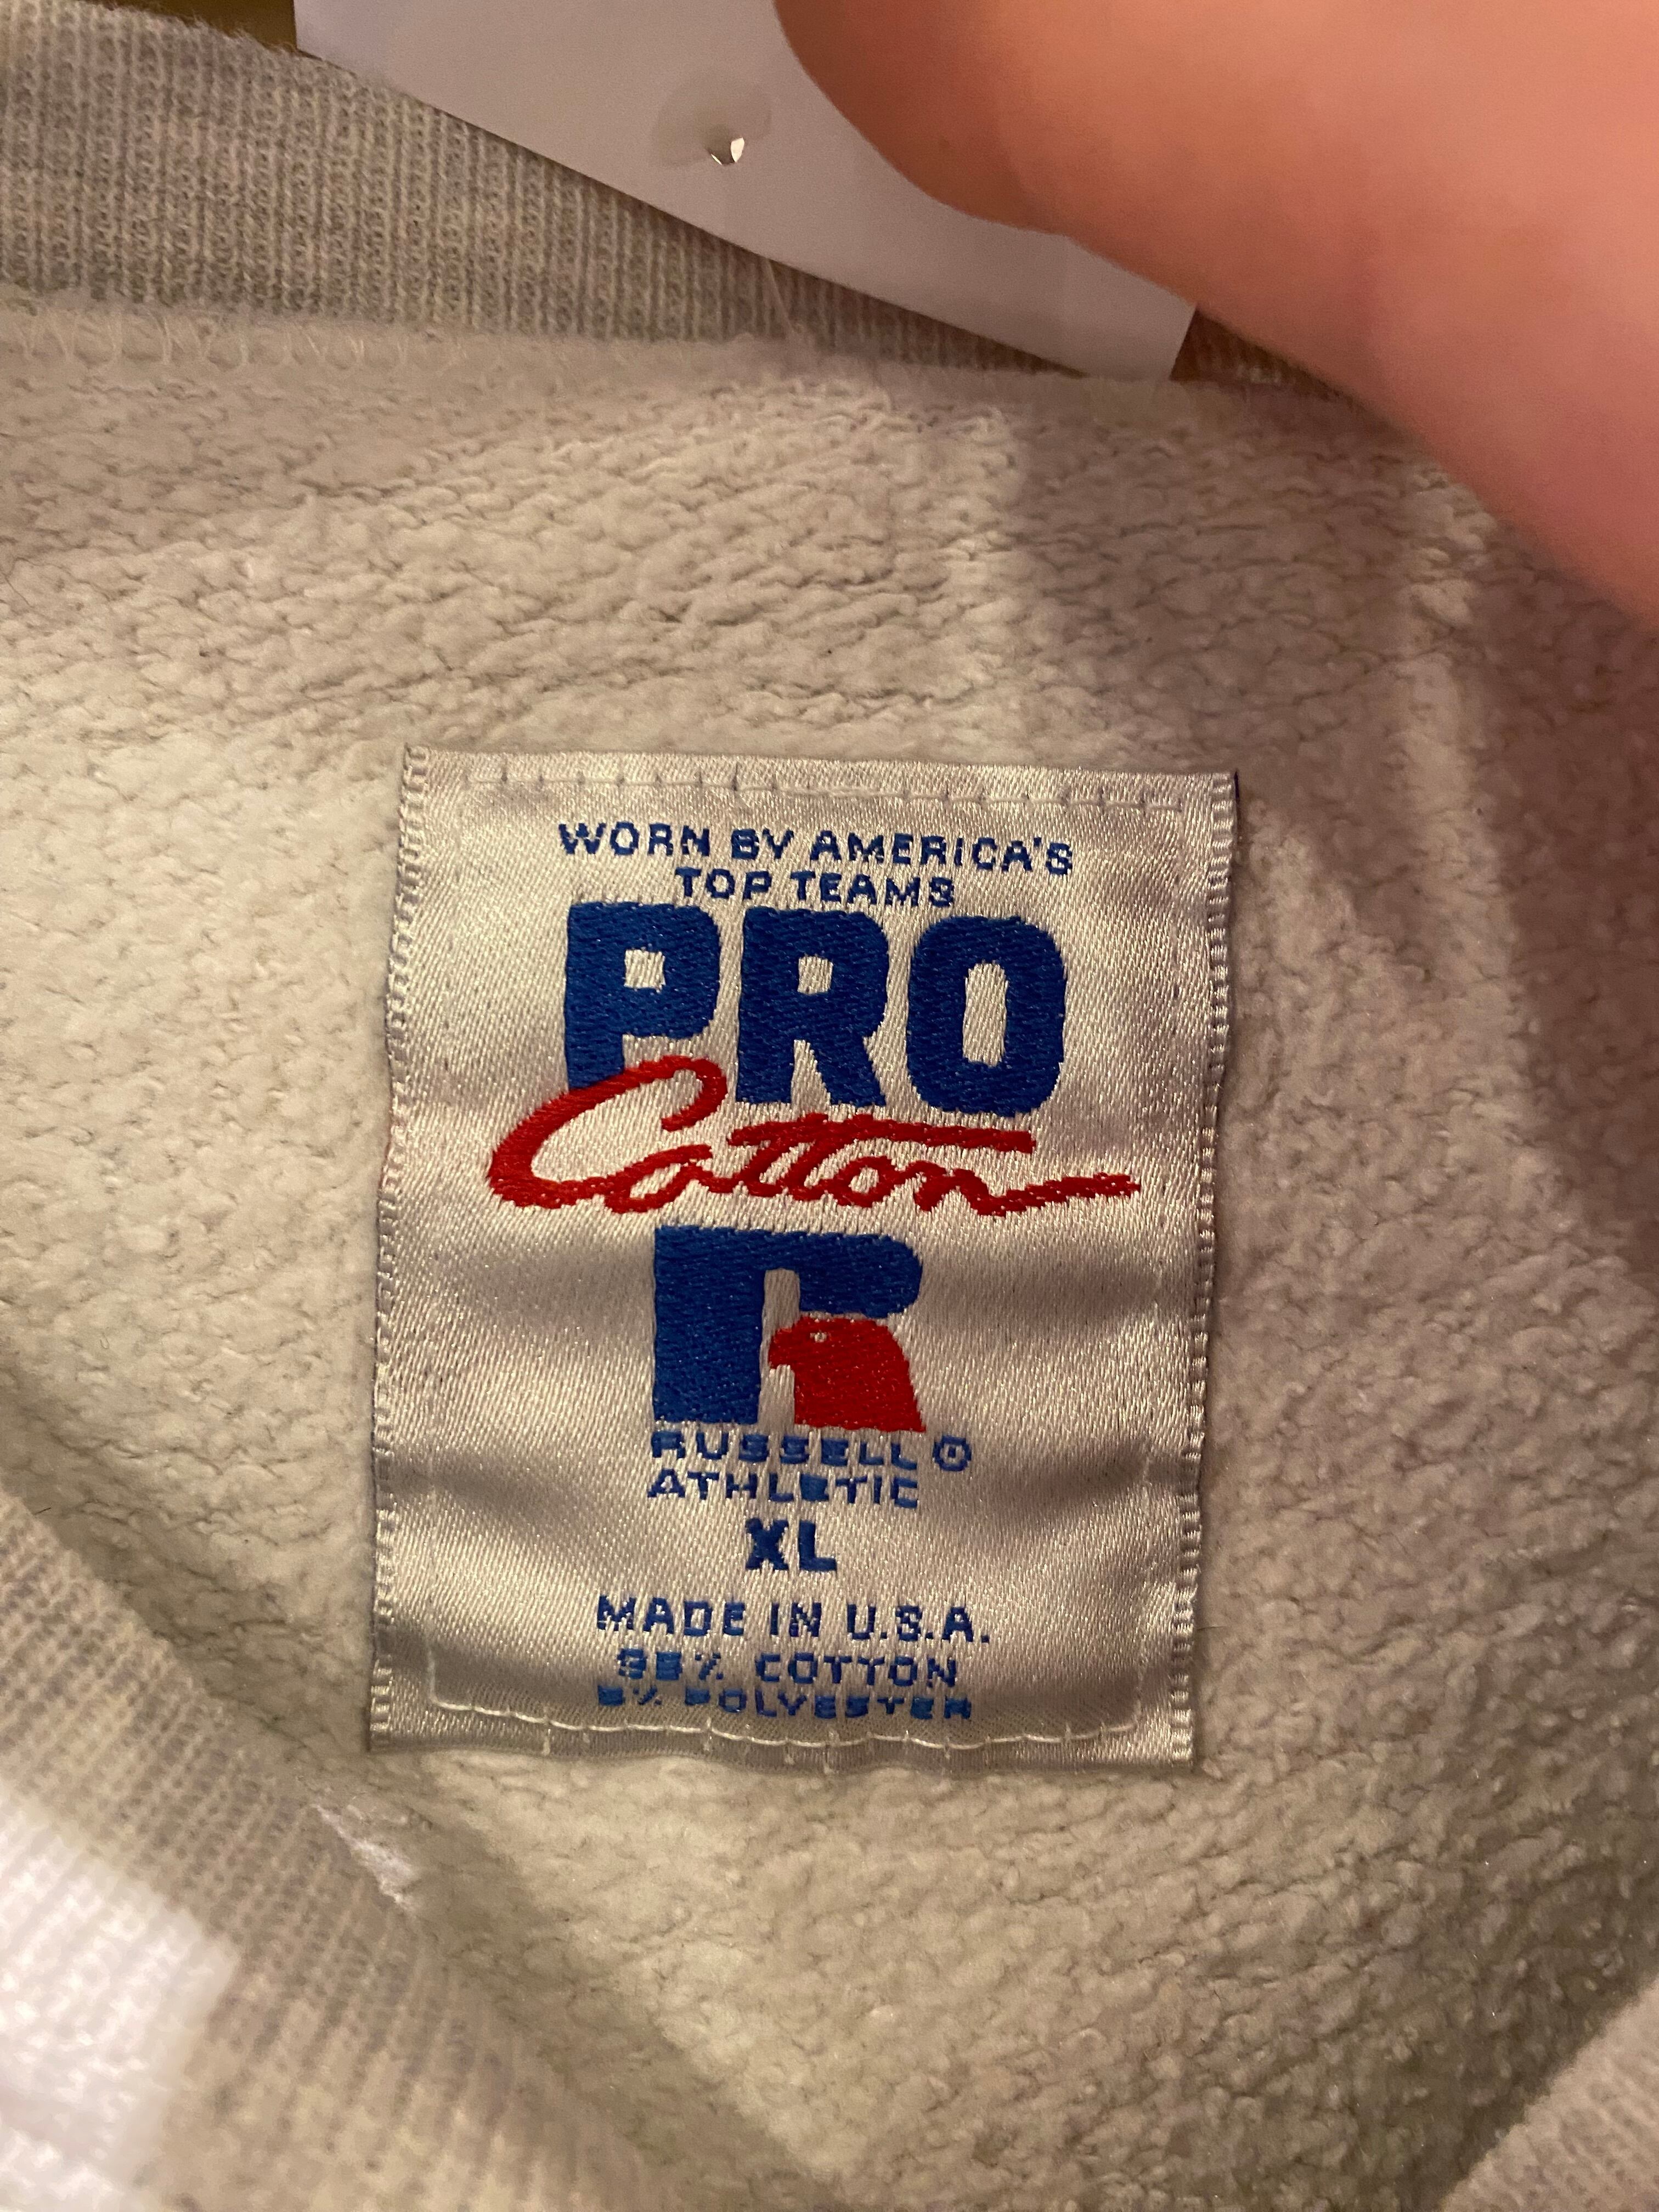 WORN BY AMERICA'S
TOP TEAMS
PRO
Cotton
RUSSELL ®
ATHLETIC
XL
MADE IN U.S.A.
95% COTTON
5% POLYESTER